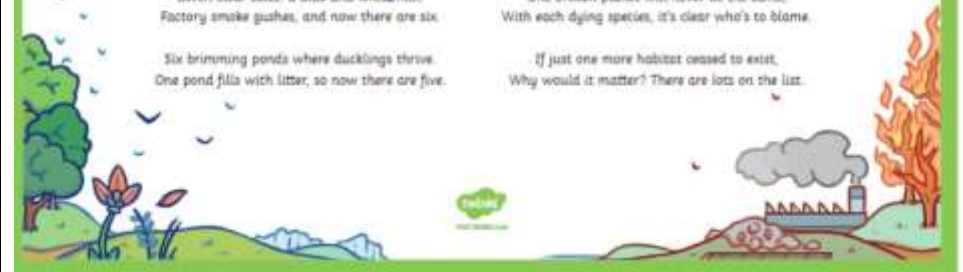 Factory smoke gushes, and now there are six.
Six brimming ponds where ducklings thrive.
One pond fills with litter, so now there are five.
With each dying species, it's clear who's to blame.
If just one more habitat ceased to exist,
Why would it matter? There are lots on the list.
twinkl